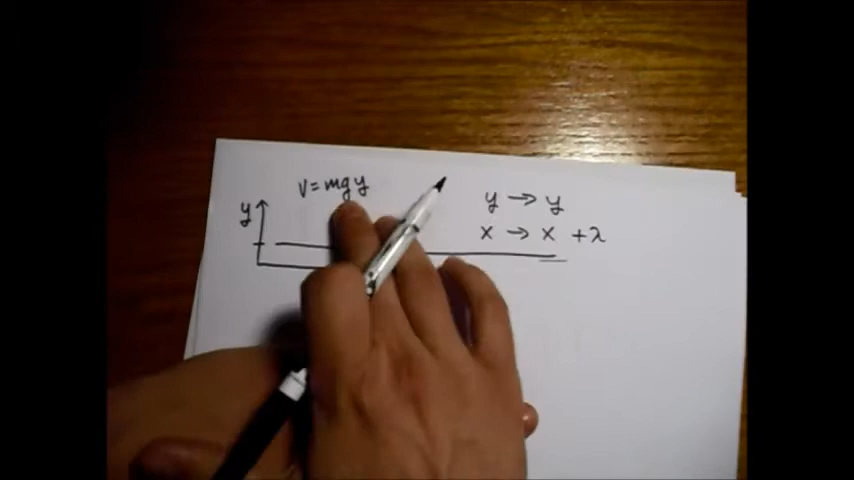 V = mgy
y
y → y
x → x + λ